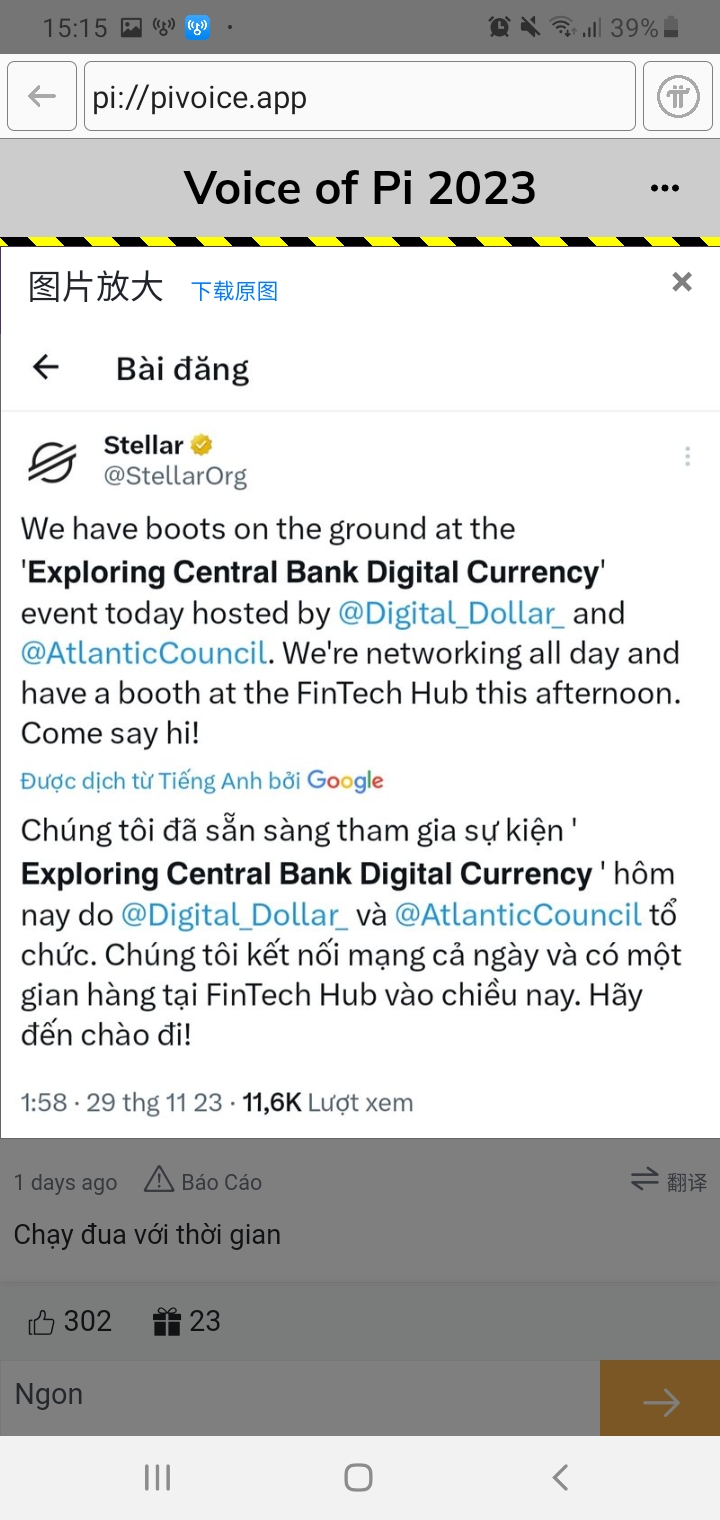 15:15
39%
pi://pivoice.app
Voice of Pi 2023
图片放大 下载原图
Bài đăng
Stellar
@StellarOrg
We have boots on the ground at the
'Exploring Central Bank Digital Currency'
event today hosted by @Digital_Dollar_ and
@AtlanticCouncil. We're networking all day and
have a booth at the FinTech Hub this afternoon.
Come say hi!
Được dịch từ Tiếng Anh bởi Google
Chúng tôi đã sẵn sàng tham gia sự kiện '
Exploring Central Bank Digital Currency ' hôm
nay do @Digital_Dollar_ và @AtlanticCouncil tổ
chức. Chúng tôi kết nối mạng cả ngày và có một
gian hàng tại FinTech Hub vào chiều nay. Hãy
đến chào đi!
1:58 · 29 thg 11 23 · 11,6K Lượt xem
1 days ago Báo Cáo 翻译
Chạy đua với thời gian
302 23
Ngon